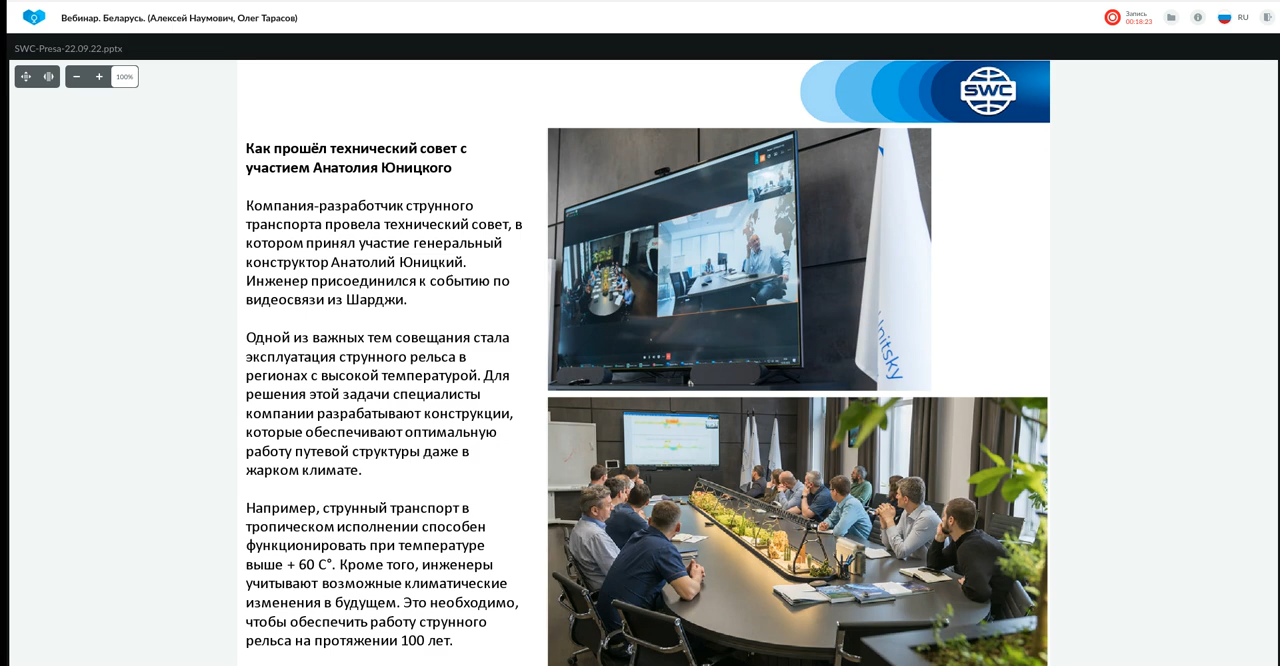 Вебинар. Беларусь. (Алексей Наумович, Олег Тарасов)
Запись
00:18:23
RU
SWC-Presa-22.09.22.pptx
100%
SWC
Как прошёл технический совет с
участием Анатолия Юницкого
Компания-разработчик струнного
транспорта провела технический совет, в
котором принял участие генеральный
конструктор Анатолий Юницкий.
Инженер присоединился к событию по
видеосвязи из Шарджи.
Одной из важных тем совещания стала
эксплуатация струнного рельса в
регионах с высокой температурой. Для
решения этой задачи специалисты
компании разрабатывают конструкции,
которые обеспечивают оптимальную
работу путевой структуры даже в
жарком климате.
Например, струнный транспорт в
тропическом исполнении способен
функционировать при температуре
выше + 60 С°. Кроме того, инженеры
учитывают возможные климатические
изменения в будущем. Это необходимо,
чтобы обеспечить работу струнного
рельса на протяжении 100 лет.
Unitsky